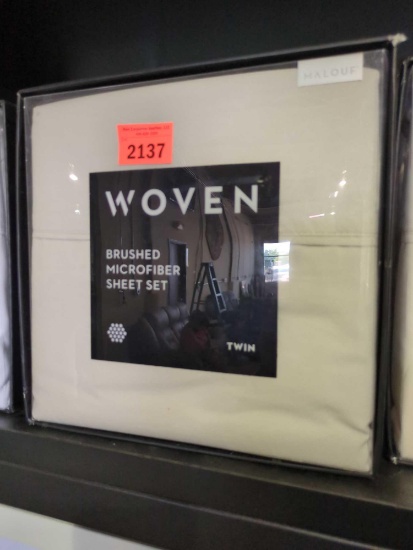 MALOUF
2137
WOVEN
BRUSHED
MICROFIBER
SHEET SET
TWIN